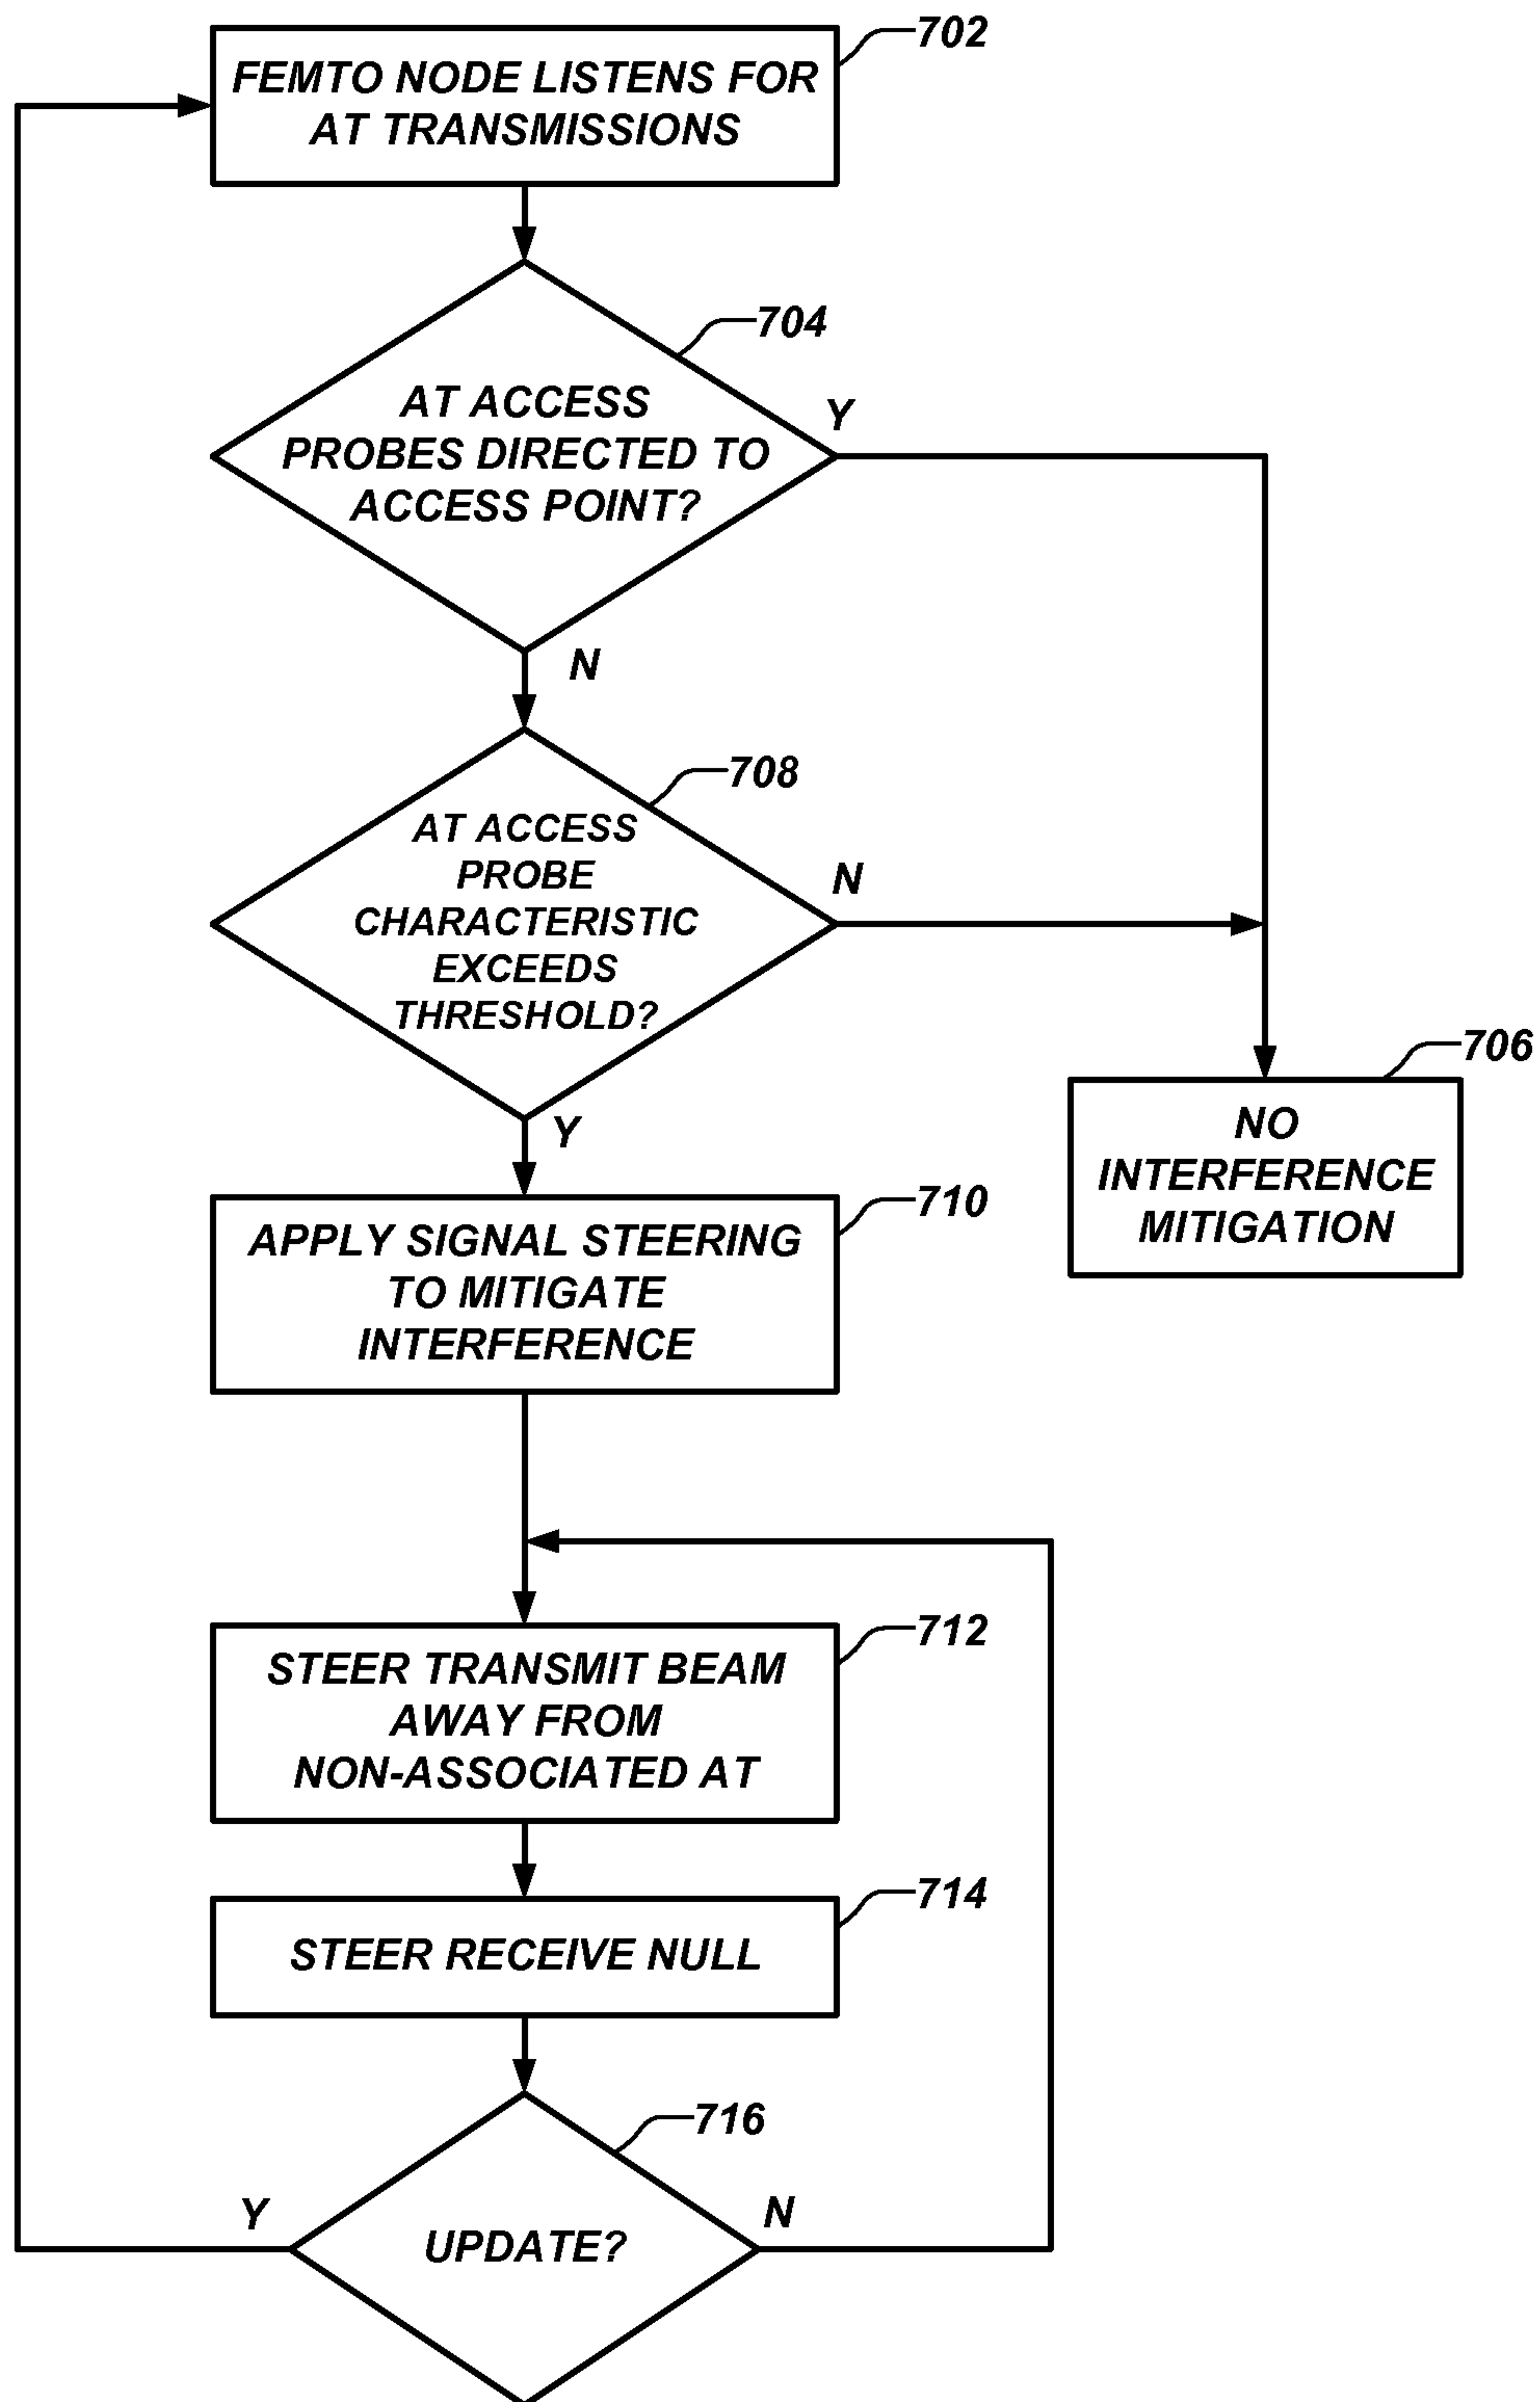 702
FEMTO NODE LISTENS FOR
AT TRANSMISSIONS
704
AT ACCESS
PROBES DIRECTED TO
ACCESS POINT?
Y
N
708
AT ACCESS
PROBE
CHARACTERISTIC
EXCEEDS
THRESHOLD?
N
Y
706
NO
INTERFERENCE
MITIGATION
710
APPLY SIGNAL STEERING
TO MITIGATE
INTERFERENCE
712
STEER TRANSMIT BEAM
AWAY FROM
NON-ASSOCIATED AT
714
STEER RECEIVE NULL
716
Y
UPDATE?
N